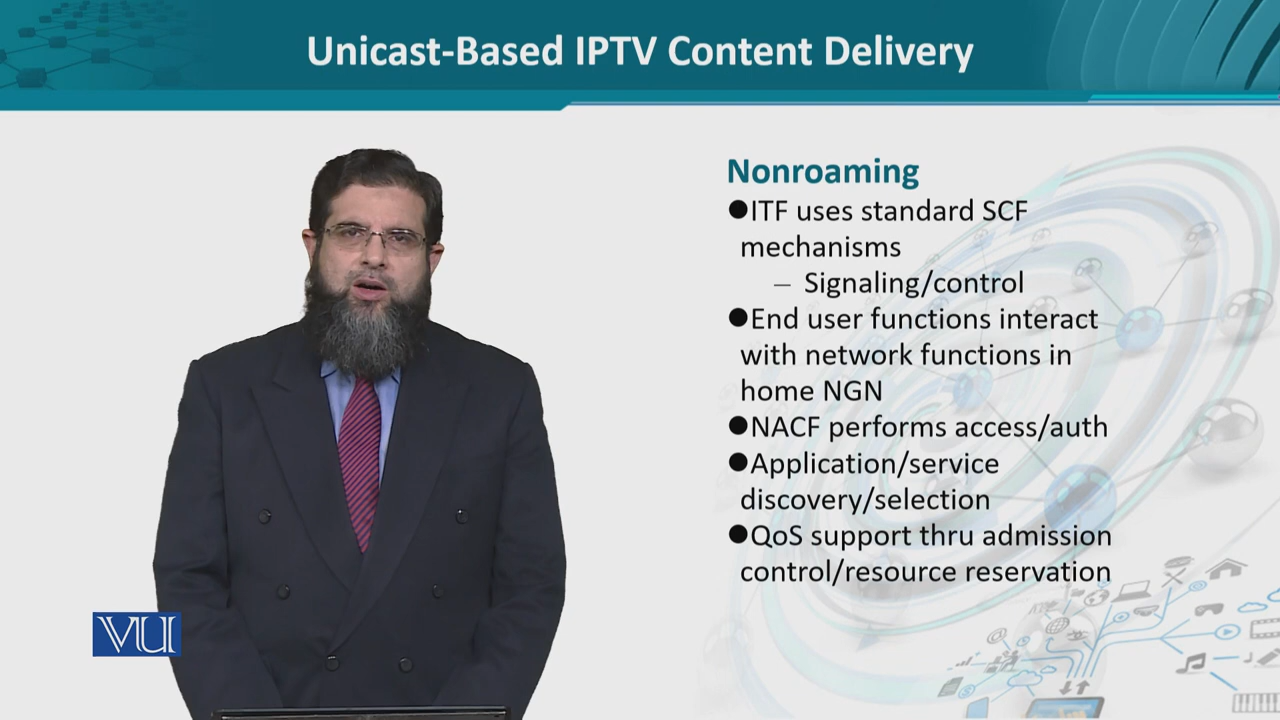 Unicast-Based IPTV Content Delivery
Nonroaming
●ITF uses standard SCF
mechanisms
– Signaling/control
●End user functions interact
with network functions in
home NGN
●NACF performs access/auth
●Application/service
discovery/selection
●QoS support thru admission
control/resource reservation
VU